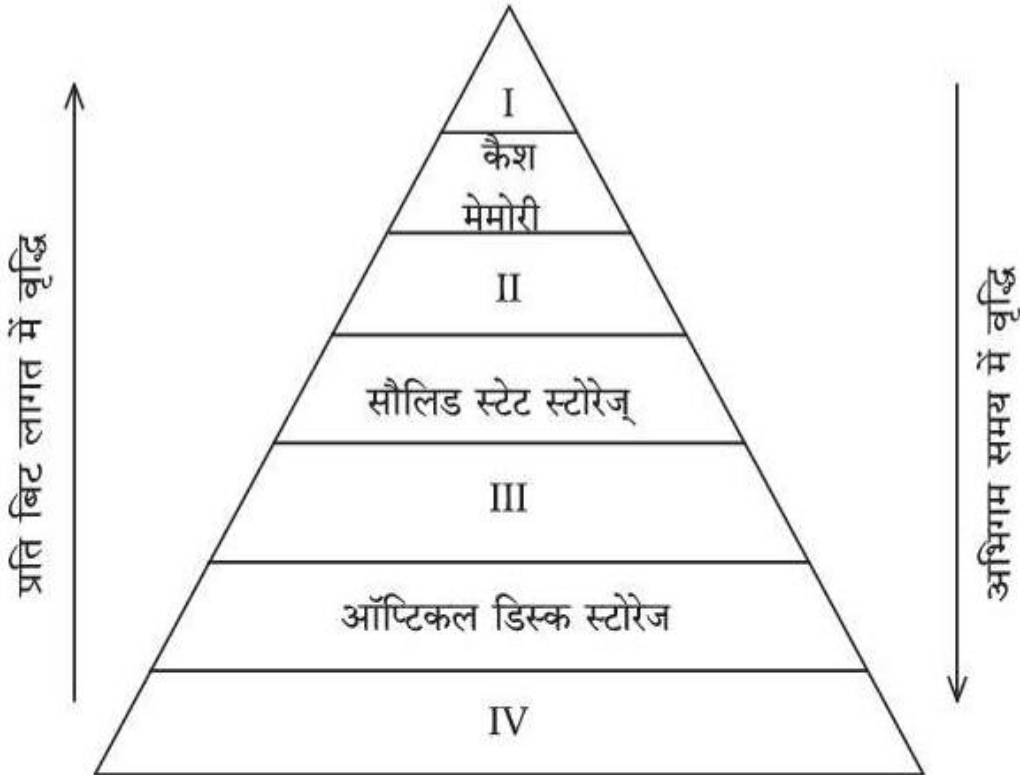 I
कैश
मेमोरी
II
सौलिड स्टेट स्टोरेज्
III
ऑप्टिकल डिस्क स्टोरेज
IV
प्रति बिट लागत में वृद्धि
अभिगम समय में वृद्धि